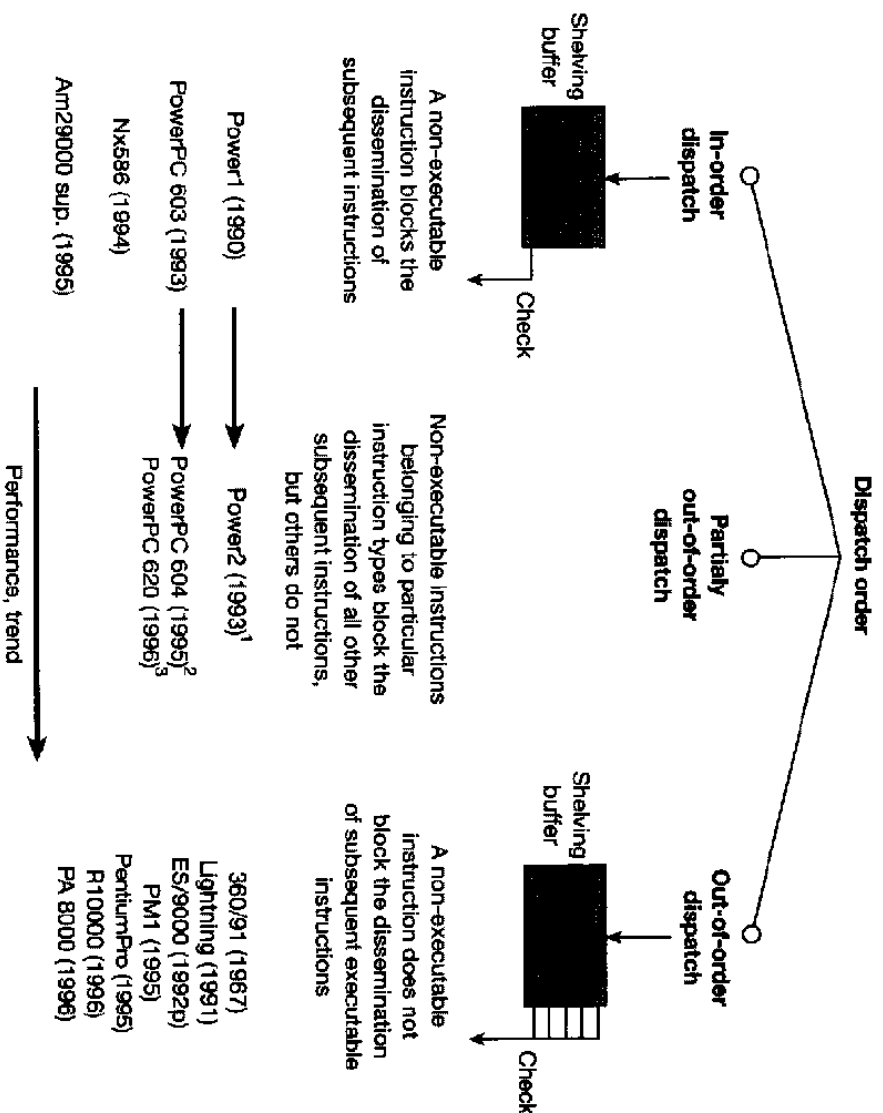 Dispatch order
In-order
dispatch
Shelving
buffer
Check
A non-executable
instruction blocks the
dissemination of
subsequent instructions
Power1 (1990)
PowerPC 603 (1993)
Nx586 (1994)
Am29000 sup. (1995)
Partialy
out-of-order
dispatch
Non-executable instructions
belonging to particular
instruction types block the
dissemination of all other
subsequent instructions,
but others do not
Power2 (1993)¹
PowerPC 604 (1995)²
PowerPC 620 (1996)³
Out-of-order
dispatch
Shelving
buffer
Check
A non-executable
instruction does not
block the dissemination
of subsequent executable
instructions
360/91 (1967)
Lightning (1991)
ES/9000 (1992p)
PM1 (1995)
PentiumPro (1995)
R10000 (1996)
PA 8000 (1996)
Performance, trend